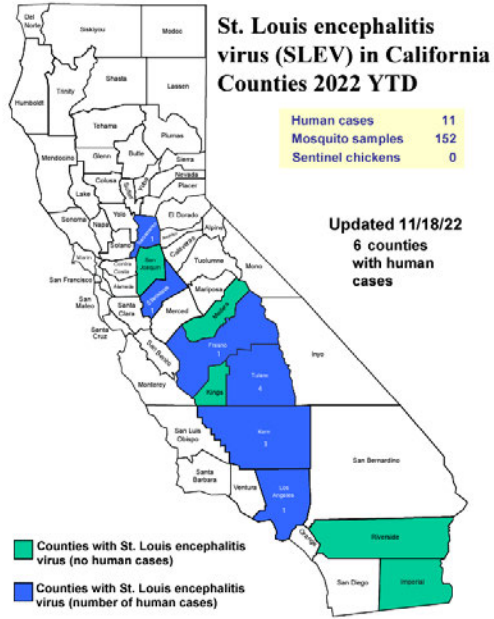 St. Louis encephalitis
virus (SLEV) in California
Counties 2022 YTD
Human cases 11
Mosquito samples 152
Sentinel chickens 0
Updated 11/18/22
6 counties
with human
cases
Del
Norte
Siskiyou
Modoc
Humboldt
Trinity
Shasta
Lassen
Tehama
Plumas
Mendocino
Glenn
Butte
Sierra
Nevada
Placer
Colusa
Lake
Yolo
El Dorado
Sonoma
Napa
Alpine
Solano
1
Calaveras
Marin
Contra
Costa
San
Joaquin
Tuolumne
Mono
San Francisco
Alameda
San
Mateo
Santa
Clara
Mariposa
Merced
Madera
Santa
Cruz
San Benito
Fresno
1
Inyo
Monterey
Kings
Tulare
4
San Luis
Obispo
Kern
3
San Bernardino
Santa
Barbara
Ventura
Los
Angeles
1
Orange
Riverside
San Diego
Imperial
Counties with St. Louis encephalitis
virus (no human cases)
Counties with St. Louis encephalitis
virus (number of human cases)